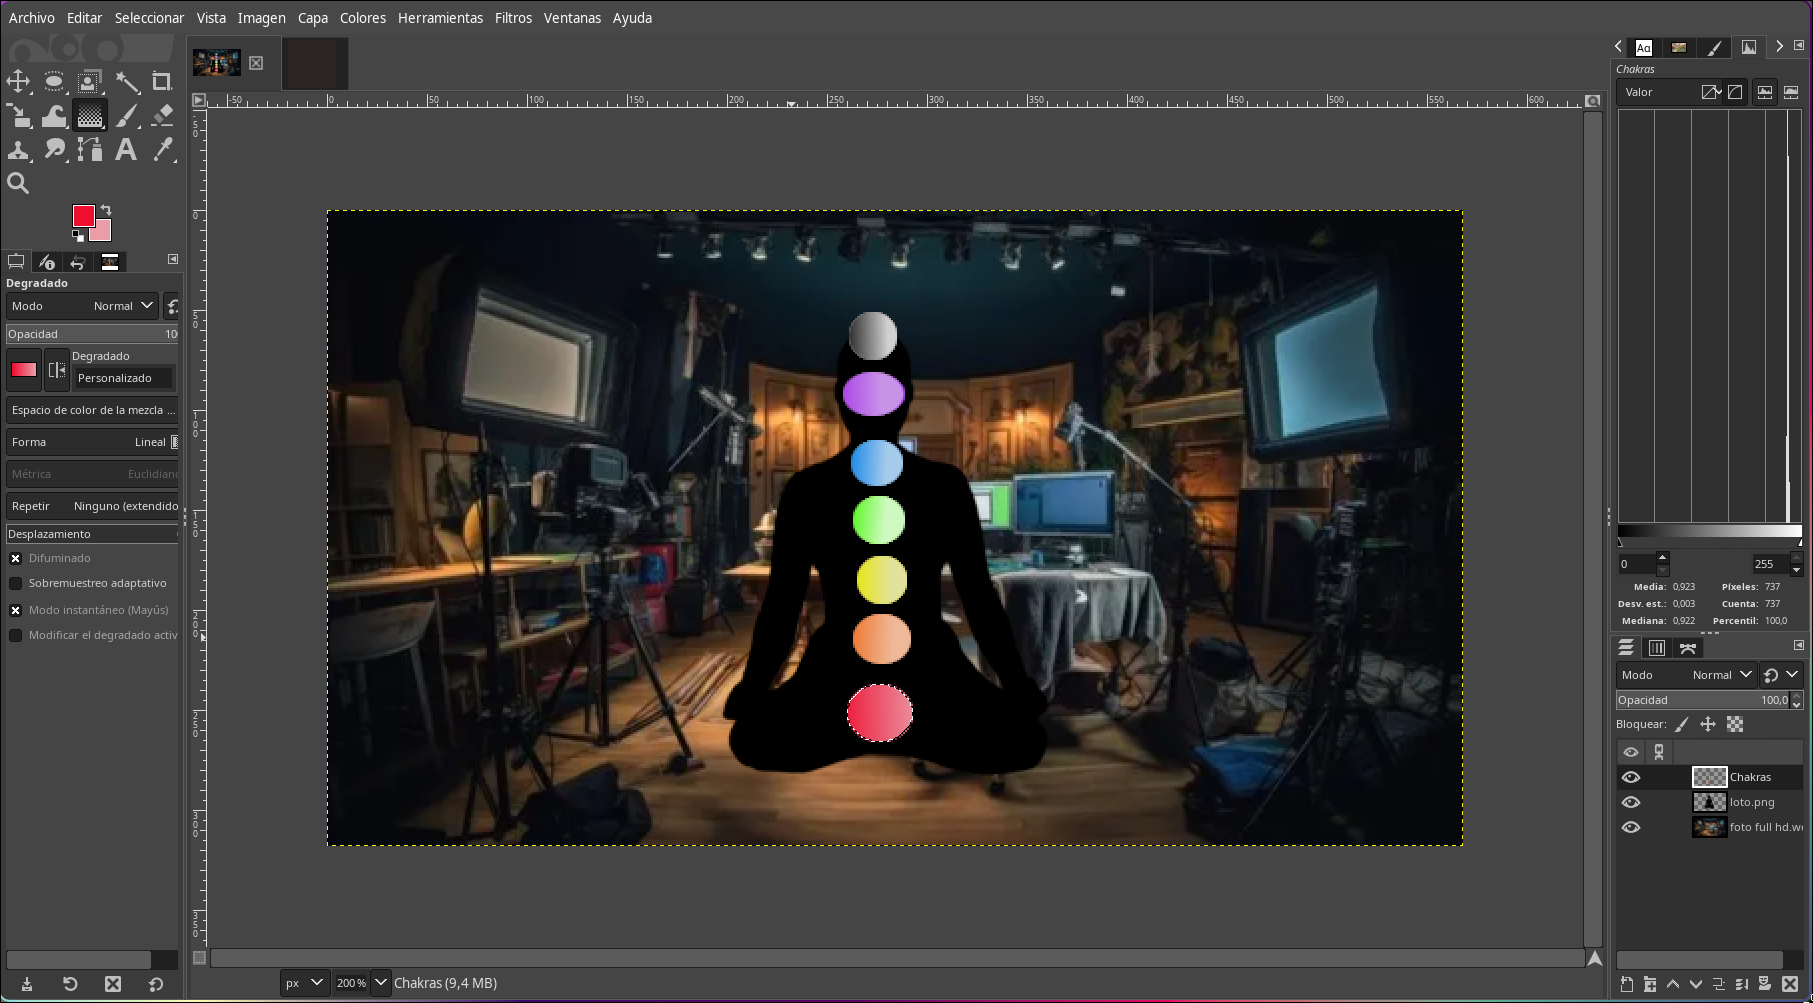 Archivo Editar Seleccionar Vista Imagen Capa Colores Herramientas Filtros Ventanas Ayuda
-50 0 50 100 150 200 250 300 350 400 450 500 550 600
Degradado
Modo Normal
Opacidad 10
Degradado
Personalizado
Espacio de color de la mezcla ...
Forma Lineal
Métrica Euclidian
Repetir Ninguno (extendido
Desplazamiento
Difuminado
Sobremuestreo adaptativo
Modo instantáneo (Mayús)
Modificar el degradado activ
px 200 % Chakras (9,4 MB)
Aα
Chakras
Valor
0 255
Media: 0,923 Píxeles: 737
Desv. est.: 0,003 Cuenta: 737
Mediana: 0,922 Percentil: 100,0
Modo Normal
Opacidad 100,0
Bloquear:
Chakras
loto.png
foto full hd.we